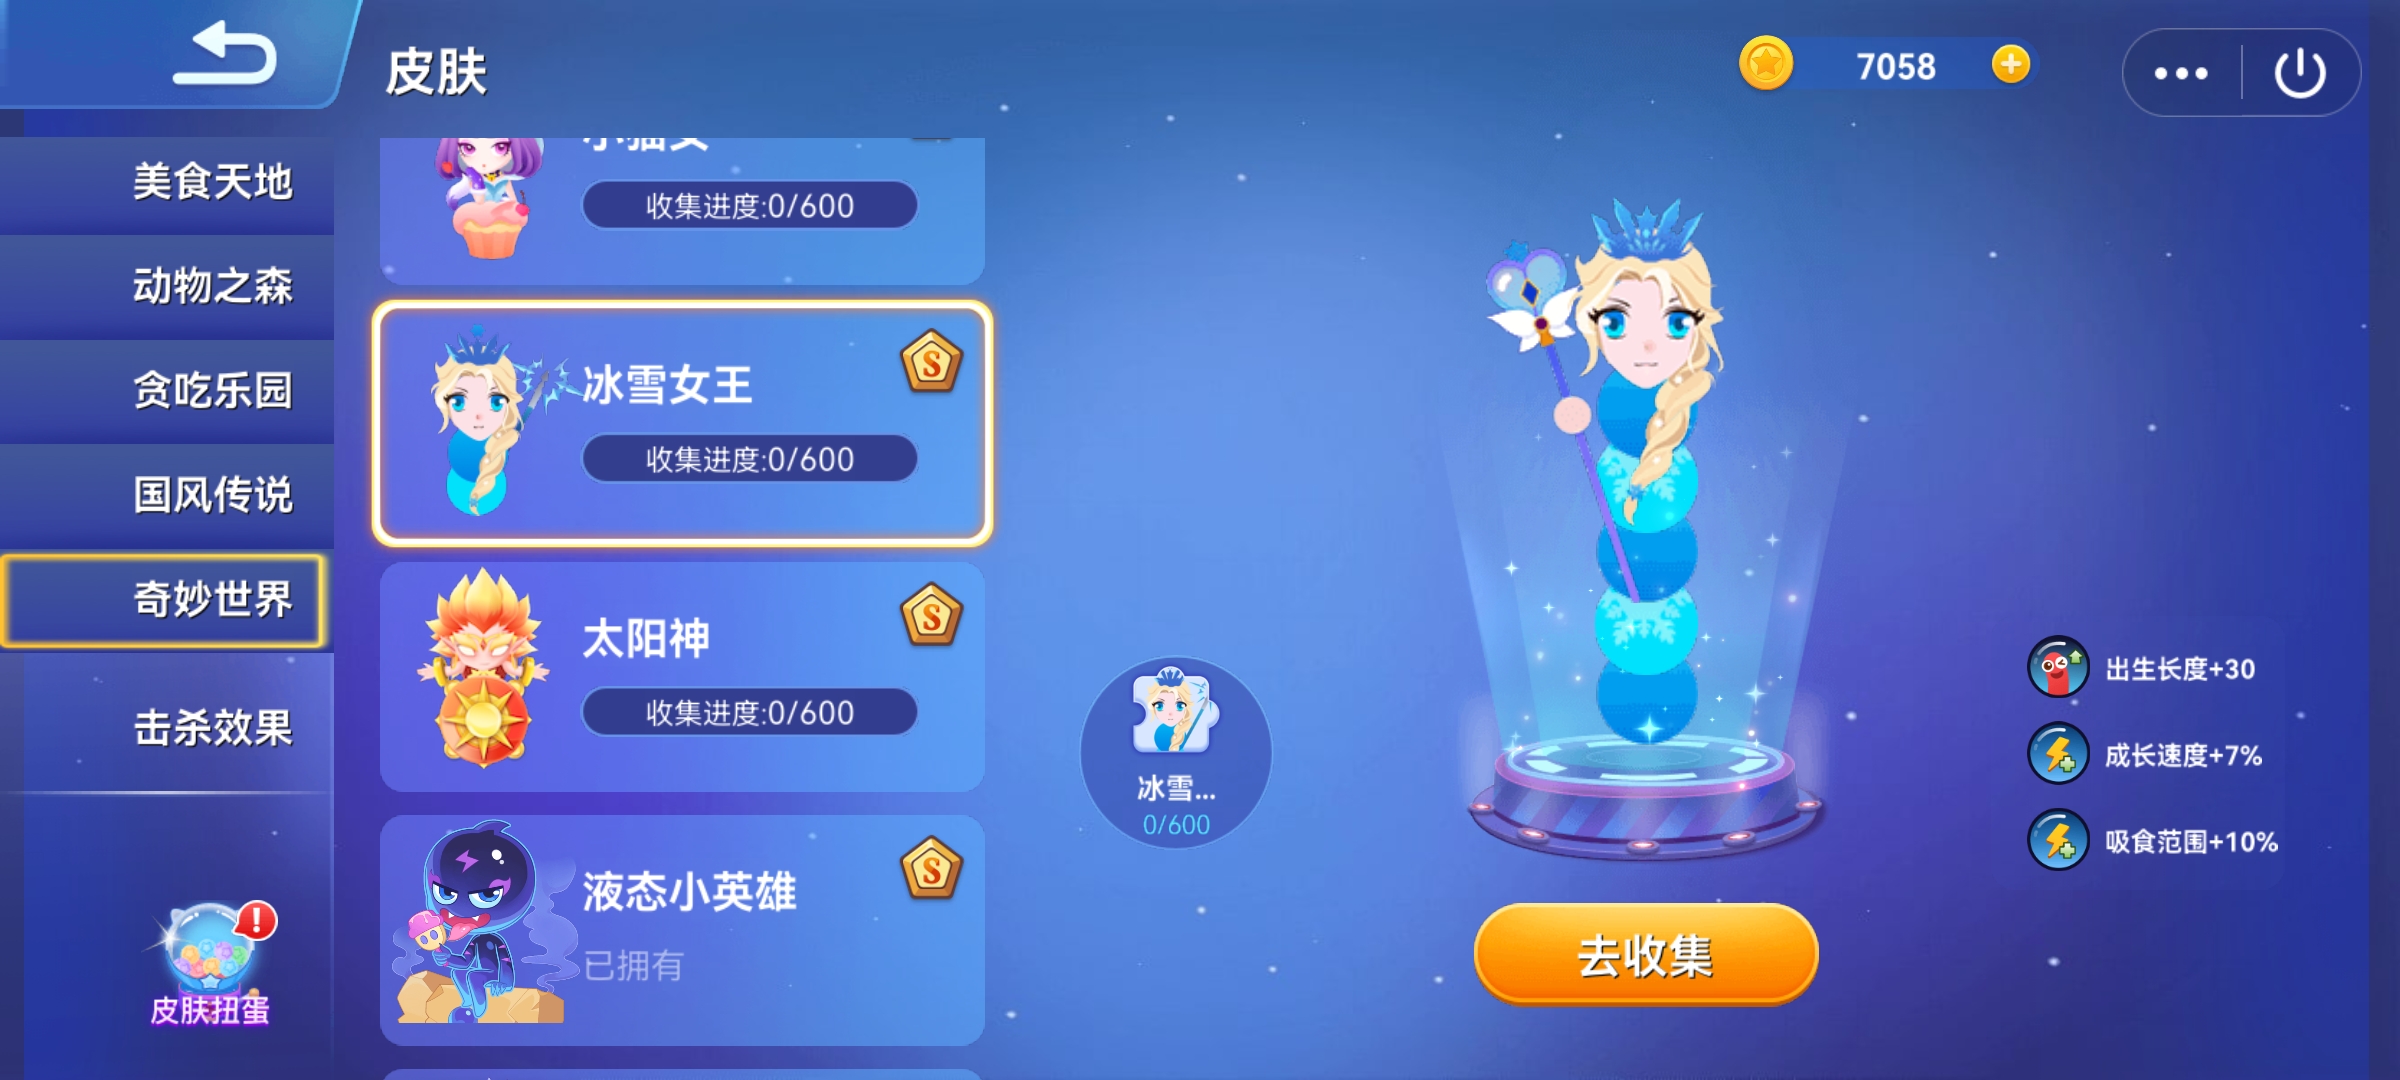 皮肤
7058
美食天地
动物之森
贪吃乐园
国风传说
奇妙世界
击杀效果
皮肤扭蛋
小猫女
收集进度:0/600
冰雪女王
S
收集进度:0/600
太阳神
S
收集进度:0/600
液态小英雄
S
已拥有
冰雪...
0/600
出生长度+30
成长速度+7%
吸食范围+10%
去收集